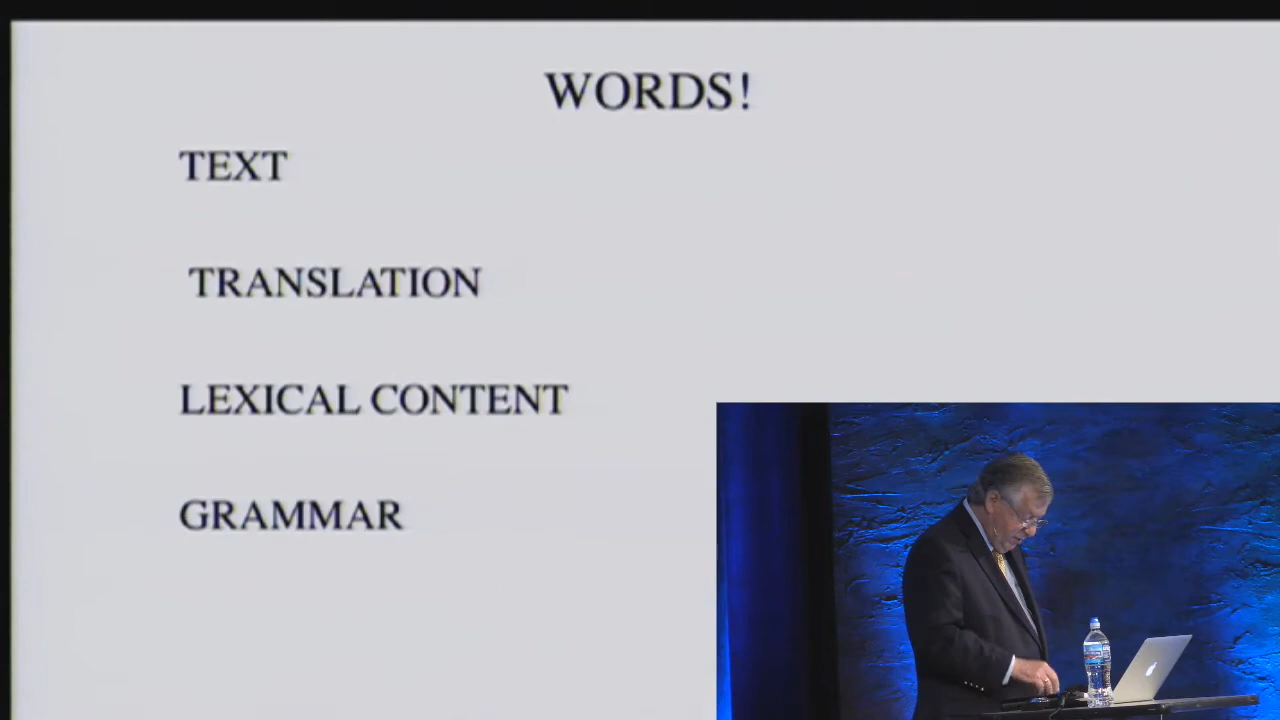 WORDS!
TEXT
TRANSLATION
LEXICAL CONTENT
GRAMMAR